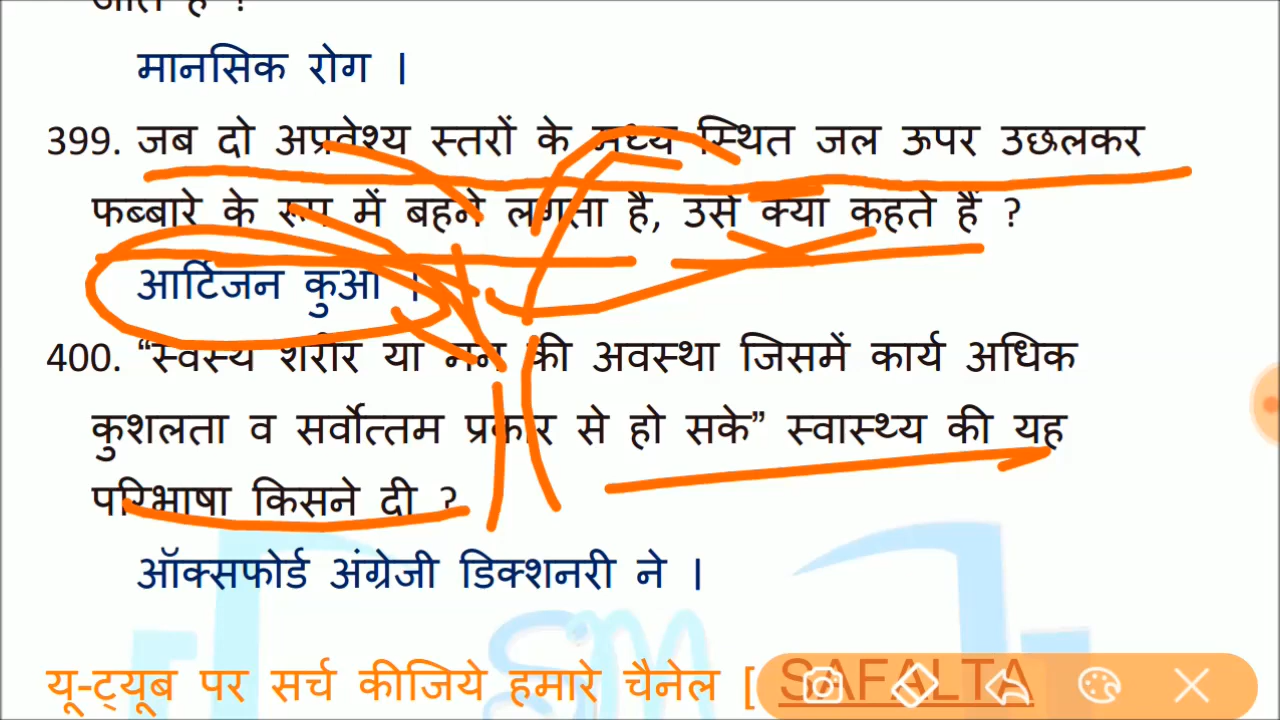 जाते हैं ?
मानसिक रोग ।
399. जब दो अप्रवेश्य स्तरों के मध्य स्थित जल ऊपर उछलकर
फब्बारे के रूप में बहने लगता है, उसे क्या कहते हैं ?
आर्टिजन कुआँ ।
400. “स्वस्थ शरीर या मन की अवस्था जिसमें कार्य अधिक
कुशलता व सर्वोत्तम प्रकार से हो सके” स्वास्थ्य की यह
परिभाषा किसने दी ?
ऑक्सफोर्ड अंग्रेजी डिक्शनरी ने ।
यू-ट्यूब पर सर्च कीजिये हमारे चैनेल [ SAFALTA